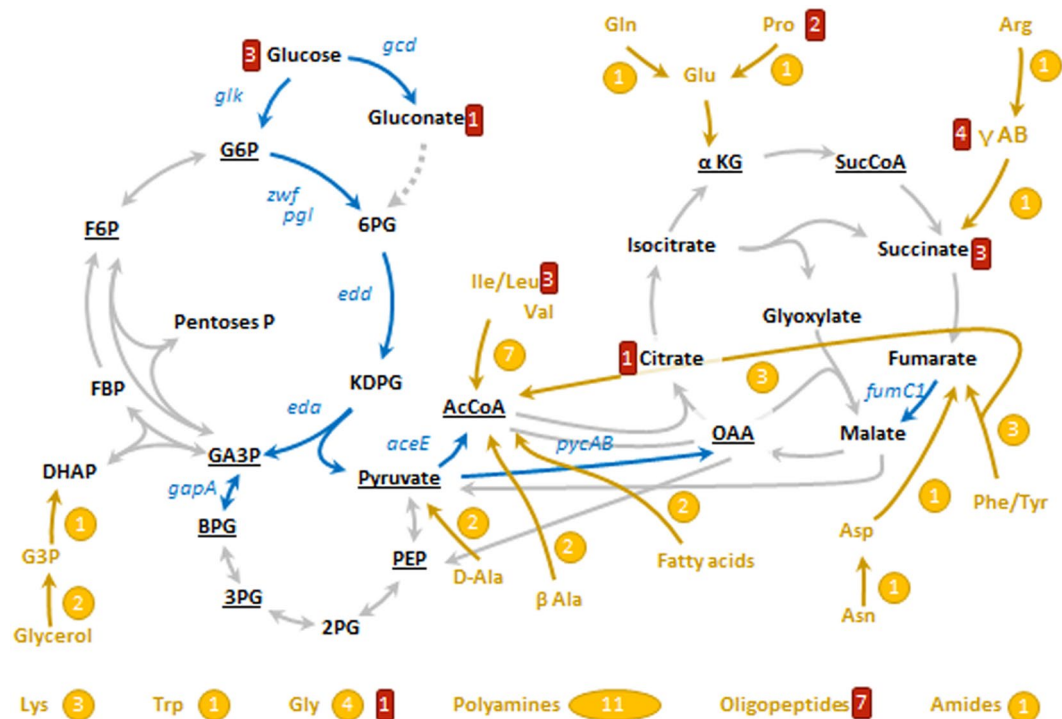 Gln
Pro 2
Arg
3 Glucose
gcd
1
Glu
1
1
glk
Gluconate 1
4 γ AB
G6P
α KG
SucCoA
zwf
pgl
6PG
1
F6P
Isocitrate
Succinate 3
edd
Ile/Leu 3
Val
Pentoses P
Glyoxylate
7
1 Citrate
Fumarate
FBP
KDPG
3
fumC1
AcCoA
eda
aceE
pycAB
OAA
Malate
3
DHAP
GA3P
Pyruvate
gapA
1
Phe/Tyr
1
BPG
2
2
Asp
G3P
PEP
2
Fatty acids
D-Ala
2
3PG
β Ala
1
Glycerol
2PG
Asn
Lys 3 Trp 1 Gly 4 1 Polyamines 11 Oligopeptides 7 Amides 1